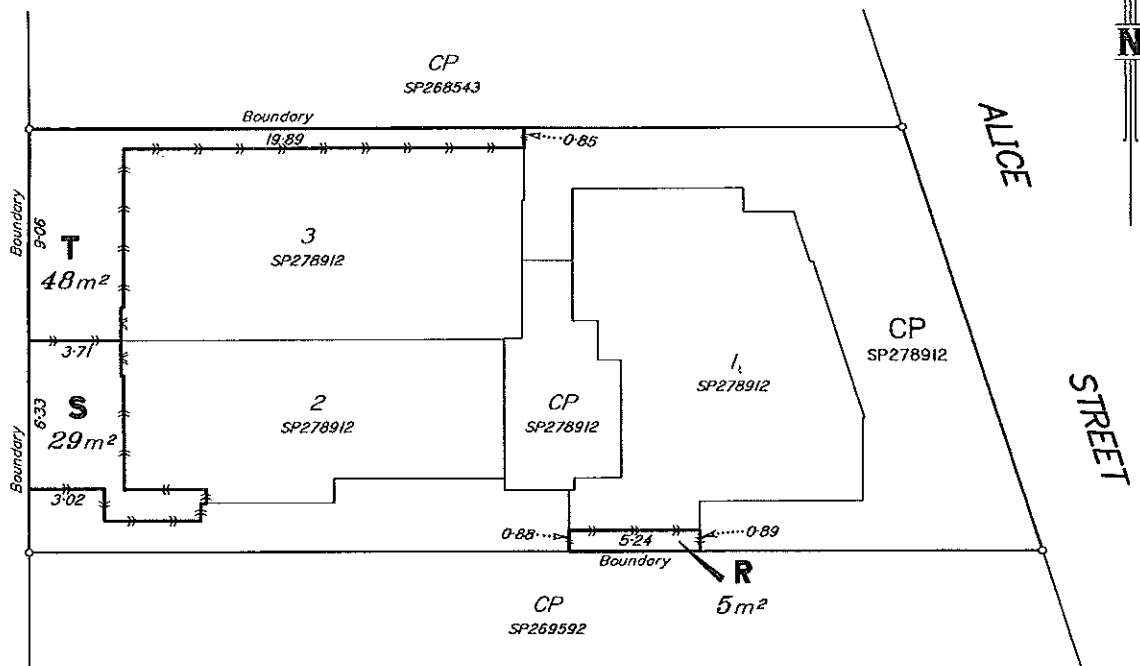 CP
SP268543
N
ALICE
STREET
Boundary
19·89
0·85
Boundary
9·06
T
48m²
3
SP278912
3·71
CP
SP278912
1
SP278912
6·33
S
29m²
2
SP278912
CP
SP278912
Boundary
3·02
0·88
5·24
0·89
Boundary
R
5m²
CP
SP269592